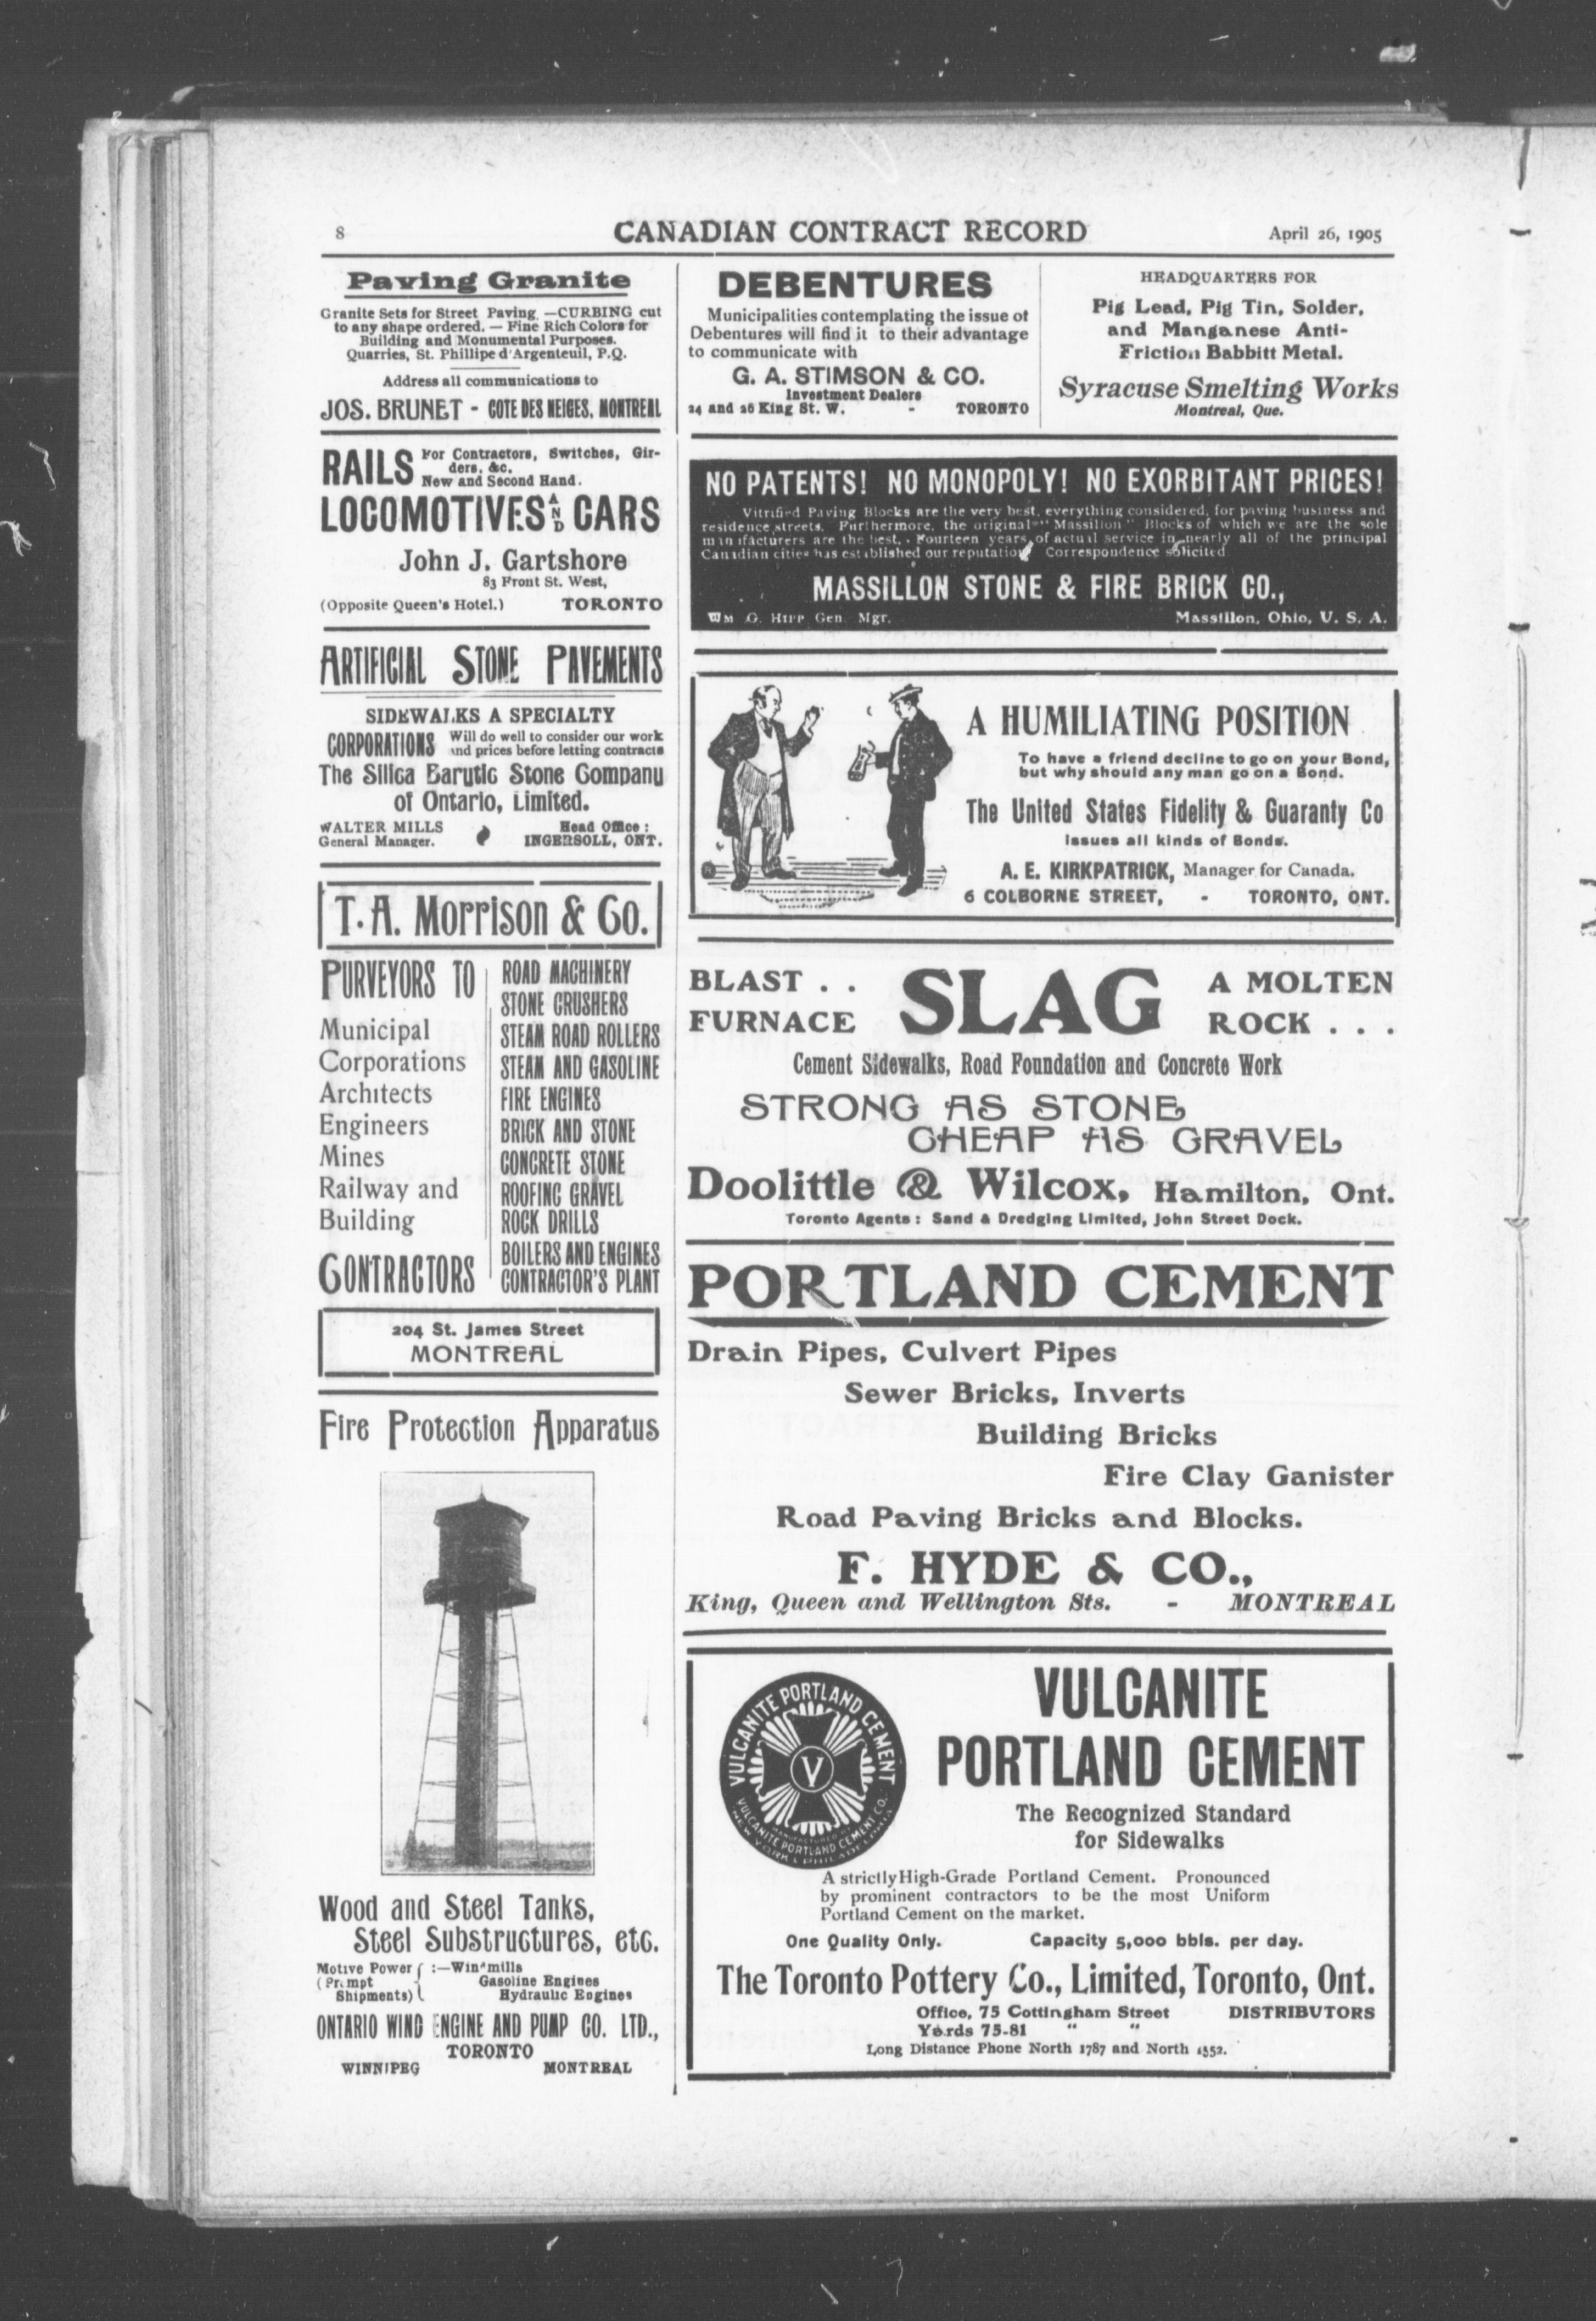 8
CANADIAN CONTRACT RECORD
April 26, 1905
Paving Granite
Granite Sets for Street Paving.—CURBING cut
to any shape ordered.—Fine Rich Colors for
Building and Monumental Purposes.
Quarries, St. Phillipe d'Argenteuil, P.Q.
Address all communications to
JOS. BRUNET - COTE DES NEIGES, MONTREAL
RAILS For Contractors, Switches, Gir-
ders, &c.
New and Second Hand.
LOCOMOTIVES AND CARS
John J. Gartshore
83 Front St. West,
(Opposite Queen's Hotel.) TORONTO
ARTIFICIAL STONE PAVEMENTS
SIDEWALKS A SPECIALTY
CORPORATIONS Will do well to consider our work
and prices before letting contracts
The Silica Barytic Stone Company
of Ontario, Limited.
WALTER MILLS
General Manager.
Head Office:
INGERSOLL, ONT.
T. A. Morrison & Co.
PURVEYORS TO
Municipal
Corporations
Architects
Engineers
Mines
Railway and
Building
CONTRACTORS
ROAD MACHINERY
STONE CRUSHERS
STEAM ROAD ROLLERS
STEAM AND GASOLINE
FIRE ENGINES
BRICK AND STONE
CONCRETE STONE
ROOFING GRAVEL
ROCK DRILLS
BOILERS AND ENGINES
CONTRACTOR'S PLANT
204 St. James Street
MONTREAL
Fire Protection Apparatus
Wood and Steel Tanks,
Steel Substructures, etc.
Motive Power :—Windmills
(Prompt Gasoline Engines
Shipments) Hydraulic Engines
ONTARIO WIND ENGINE AND PUMP CO. LTD.,
TORONTO
WINNIPEG MONTREAL
DEBENTURES
Municipalities contemplating the issue of
Debentures will find it to their advantage
to communicate with
G. A. STIMSON & CO.
Investment Dealers
24 and 26 King St. W. - TORONTO
HEADQUARTERS FOR
Pig Lead, Pig Tin, Solder,
and Manganese Anti-
Friction Babbitt Metal.
Syracuse Smelting Works
Montreal, Que.
NO PATENTS! NO MONOPOLY! NO EXORBITANT PRICES!
Vitrified Paving Blocks are the very best, everything considered, for paving business and
residence streets. Furthermore, the original "Massillon" Blocks of which we are the sole
manufacturers are the best. Fourteen years of actual service in nearly all of the principal
Canadian cities has established our reputation. Correspondence solicited
MASSILLON STONE & FIRE BRICK CO.,
WM G. HIPP Gen. Mgr. Massillon, Ohio, U. S. A.
A HUMILIATING POSITION
To have a friend decline to go on your Bond,
but why should any man go on a Bond.
The United States Fidelity & Guaranty Co
Issues all kinds of Bonds.
A. E. KIRKPATRICK, Manager for Canada.
6 COLBORNE STREET, - TORONTO, ONT.
BLAST . . SLAG A MOLTEN
FURNACE ROCK . . .
Cement Sidewalks, Road Foundation and Concrete Work
STRONG AS STONE
CHEAP AS GRAVEL
Doolittle & Wilcox, Hamilton, Ont.
Toronto Agents: Sand & Dredging Limited, John Street Dock.
PORTLAND CEMENT
Drain Pipes, Culvert Pipes
Sewer Bricks, Inverts
Building Bricks
Fire Clay Ganister
Road Paving Bricks and Blocks.
F. HYDE & CO.,
King, Queen and Wellington Sts. - MONTREAL
VULCANITE PORTLAND CEMENT
V
MANUFACTURED BY
VULCANITE PORTLAND CEMENT CO.
NEW YORK & PHILADELPHIA
VULCANITE
PORTLAND CEMENT
The Recognized Standard
for Sidewalks
A strictly High-Grade Portland Cement. Pronounced
by prominent contractors to be the most Uniform
Portland Cement on the market.
One Quality Only. Capacity 5,000 bbls. per day.
The Toronto Pottery Co., Limited, Toronto, Ont.
Office, 75 Cottingham Street DISTRIBUTORS
Yards 75-81 " "
Long Distance Phone North 1787 and North 1552.